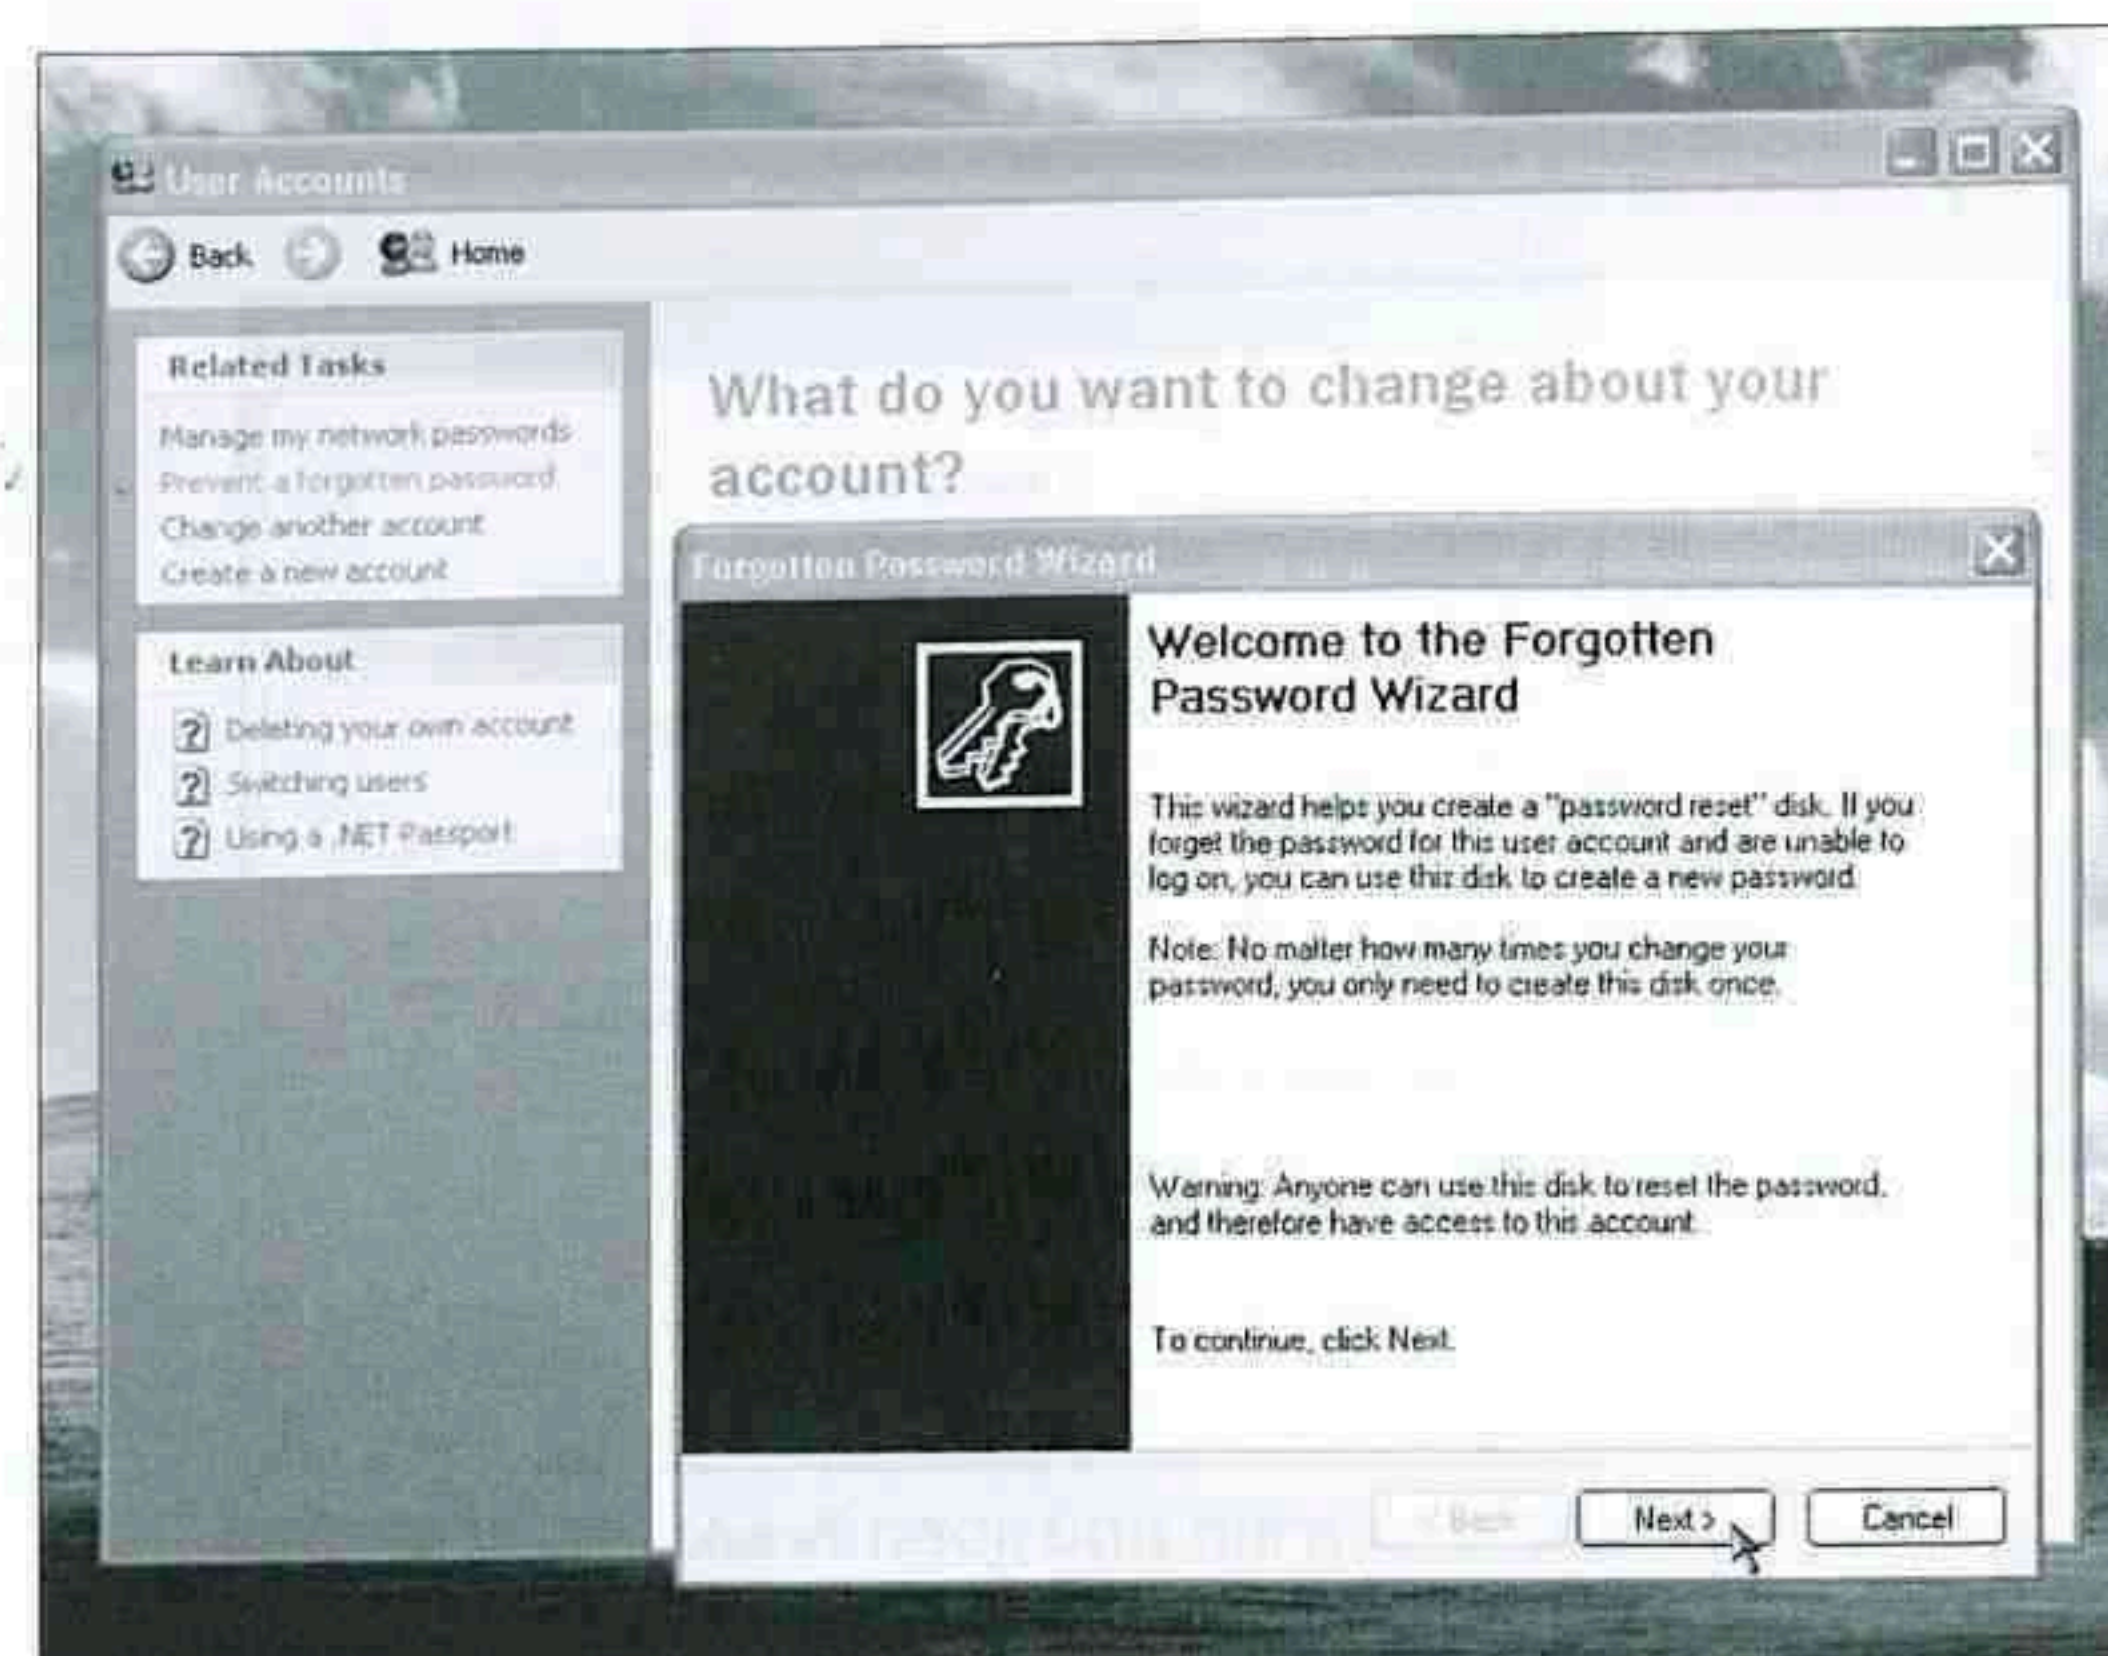 User Accounts
Back
Home
Related Tasks
Manage my network passwords
Prevent a forgotten password
Change another account
Create a new account
Learn About
Deleting your own account
Switching users
Using a .NET Passport
What do you want to change about your
account?
Forgotten Password Wizard
Welcome to the Forgotten
Password Wizard
This wizard helps you create a "password reset" disk. If you
forget the password for this user account and are unable to
log on, you can use this disk to create a new password.
Note: No matter how many times you change your
password, you only need to create this disk once.
Warning: Anyone can use this disk to reset the password,
and therefore have access to this account.
To continue, click Next.
< Back
Next >
Cancel